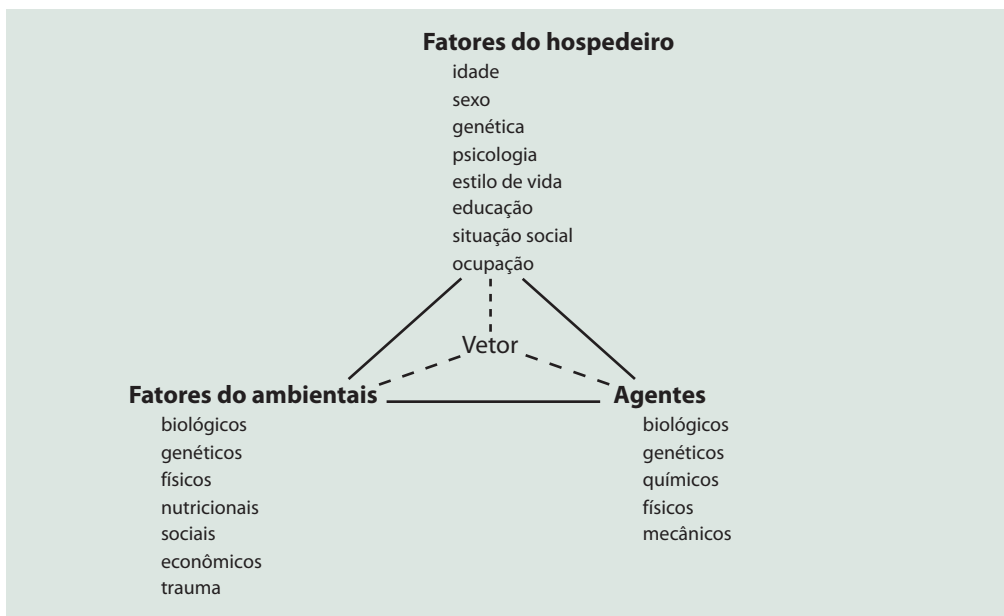 Fatores do hospedeiro
idade
sexo
genética
psicologia
estilo de vida
educação
situação social
ocupação
Vetor
Fatores do ambientais
biológicos
genéticos
físicos
nutricionais
sociais
econômicos
trauma
Agentes
biológicos
genéticos
químicos
físicos
mecânicos